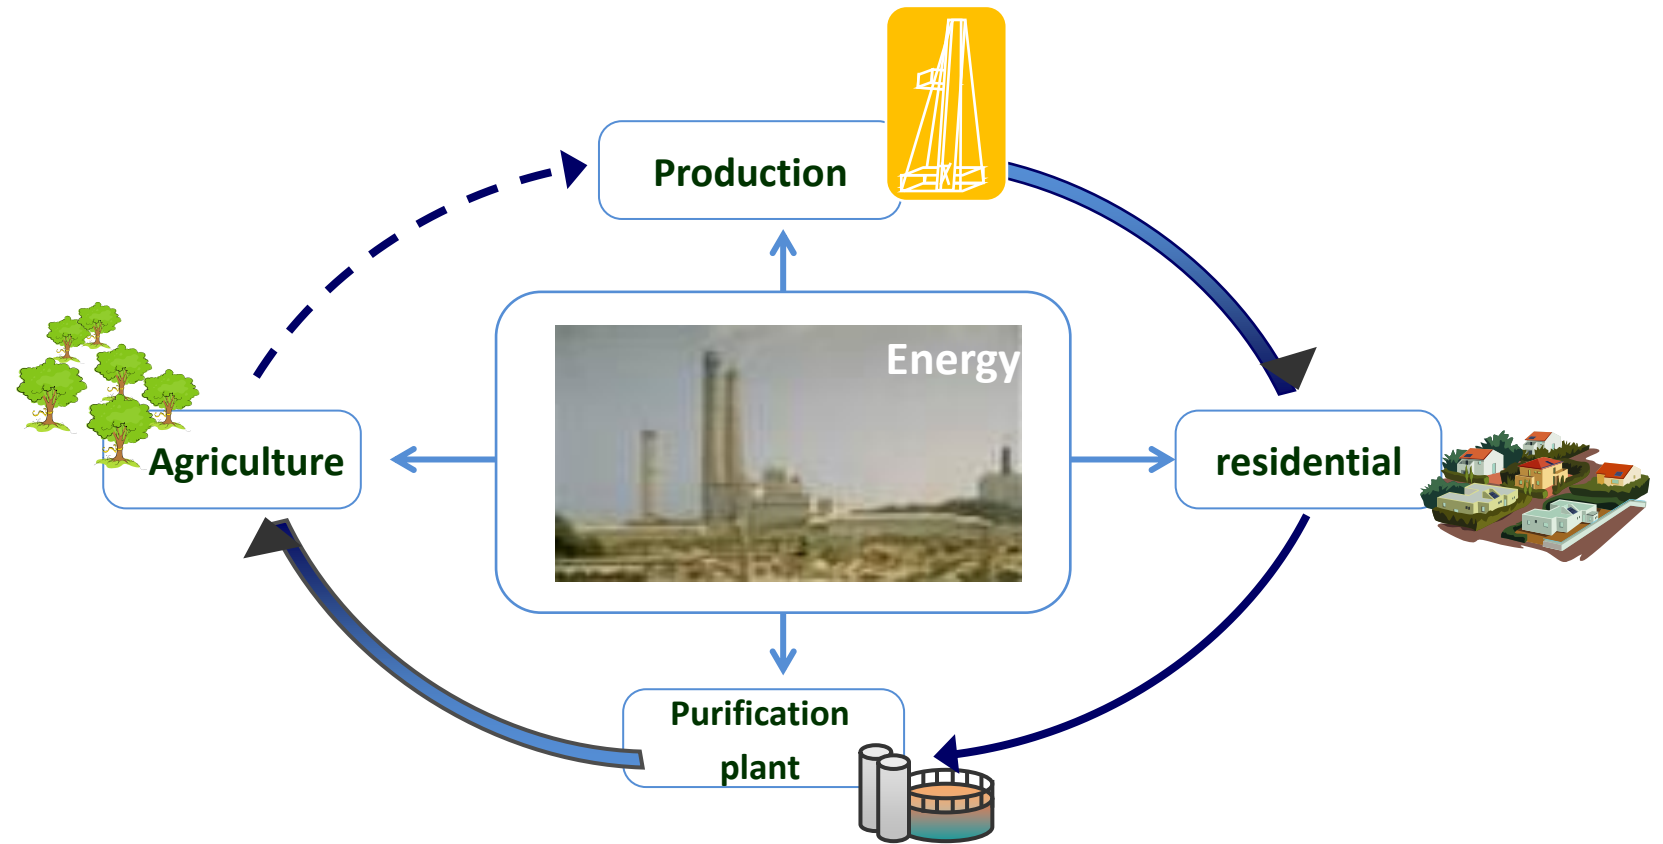 Production
Energy
Agriculture
residential
Purification
plant